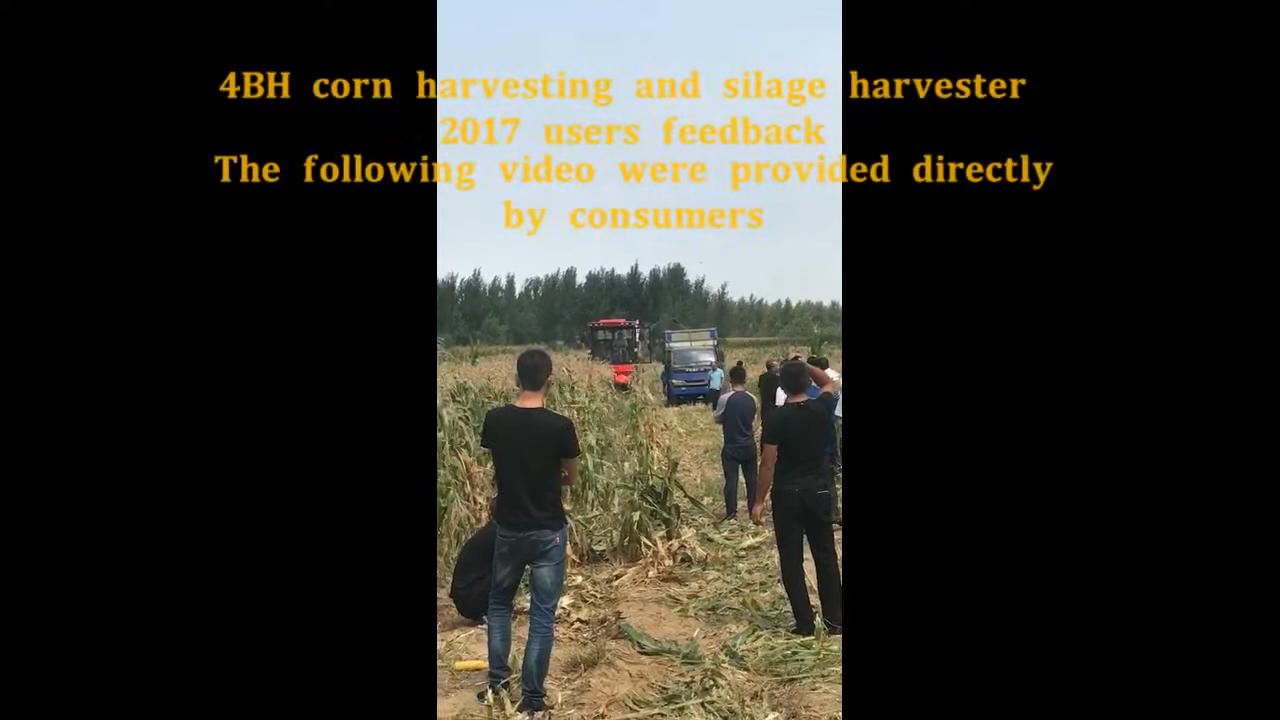 4BH corn harvesting and silage harvester
2017 users feedback
The following video were provided directly
by consumers